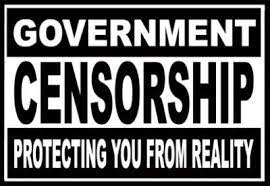 GOVERNMENT
CENSORSHIP
PROTECTING YOU FROM REALITY